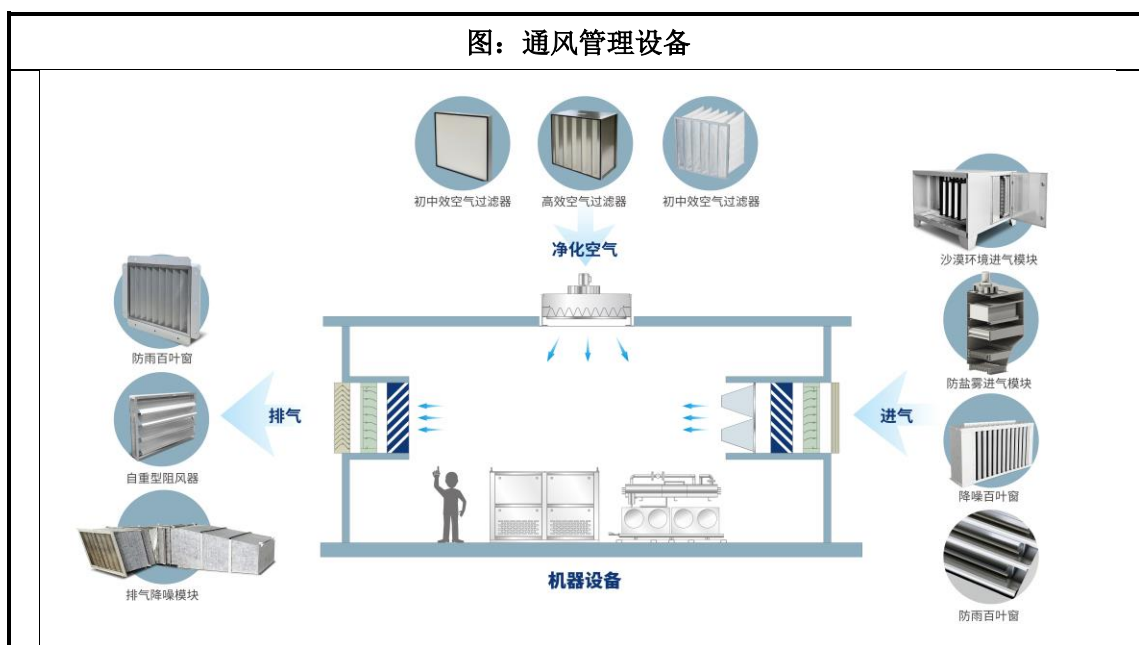 图：通风管理设备
初中效空气过滤器
高效空气过滤器
初中效空气过滤器
净化空气
沙漠环境进气模块
防雨百叶窗
防盐雾进气模块
排气
进气
自重型阻风器
降噪百叶窗
排气降噪模块
机器设备
防雨百叶窗